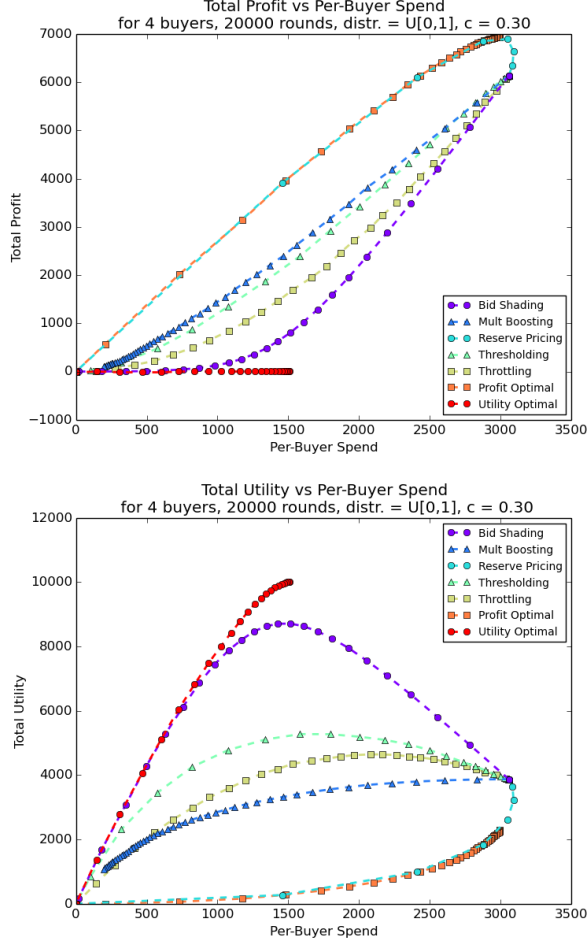 Total Profit vs Per-Buyer Spend
for 4 buyers, 20000 rounds, distr. = U[0,1], c = 0.30
7000
6000
5000
4000
3000
2000
1000
0
−1000
Total Profit
Bid Shading
Mult Boosting
Reserve Pricing
Thresholding
Throttling
Profit Optimal
Utility Optimal
0 500 1000 1500 2000 2500 3000 3500
Per-Buyer Spend
Total Utility vs Per-Buyer Spend
for 4 buyers, 20000 rounds, distr. = U[0,1], c = 0.30
12000
10000
8000
6000
4000
2000
0
Total Utility
Bid Shading
Mult Boosting
Reserve Pricing
Thresholding
Throttling
Profit Optimal
Utility Optimal
0 500 1000 1500 2000 2500 3000 3500
Per-Buyer Spend